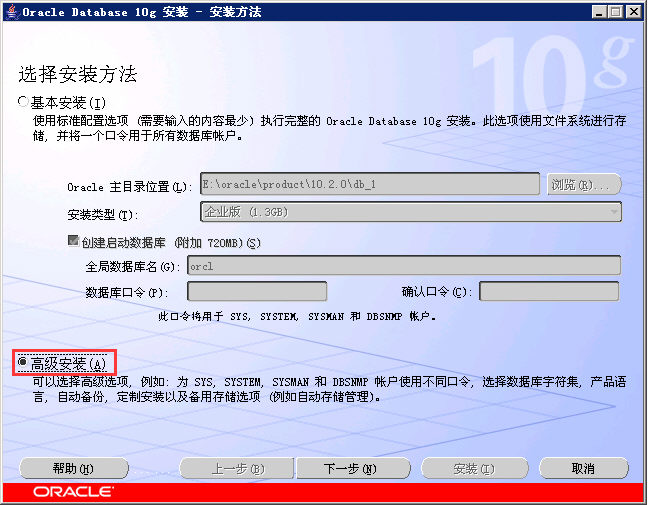 Oracle Database 10g 安装 - 安装方法
10g
选择安装方法
基本安装(I)
使用标准配置选项 (需要输入的内容最少) 执行完整的 Oracle Database 10g 安装。此选项使用文件系统进行存
储, 并将一个口令用于所有数据库帐户。
Oracle 主目录位置(L): E:\oracle\product\10.2.0\db_1 浏览(R)...
安装类型(T): 企业版 (1.3GB)
创建启动数据库 (附加 720MB)(S)
全局数据库名(G): orcl
数据库口令(P): 确认口令(C):
此口令将用于 SYS, SYSTEM, SYSMAN 和 DBSNMP 帐户。
高级安装(A)
可以选择高级选项, 例如: 为 SYS, SYSTEM, SYSMAN 和 DBSNMP 帐户使用不同口令, 选择数据库字符集, 产品语
言, 自动备份, 定制安装以及备用存储选项 (例如自动存储管理)。
帮助(H) 上一步(B) 下一步(N) 安装(I) 取消
ORACLE